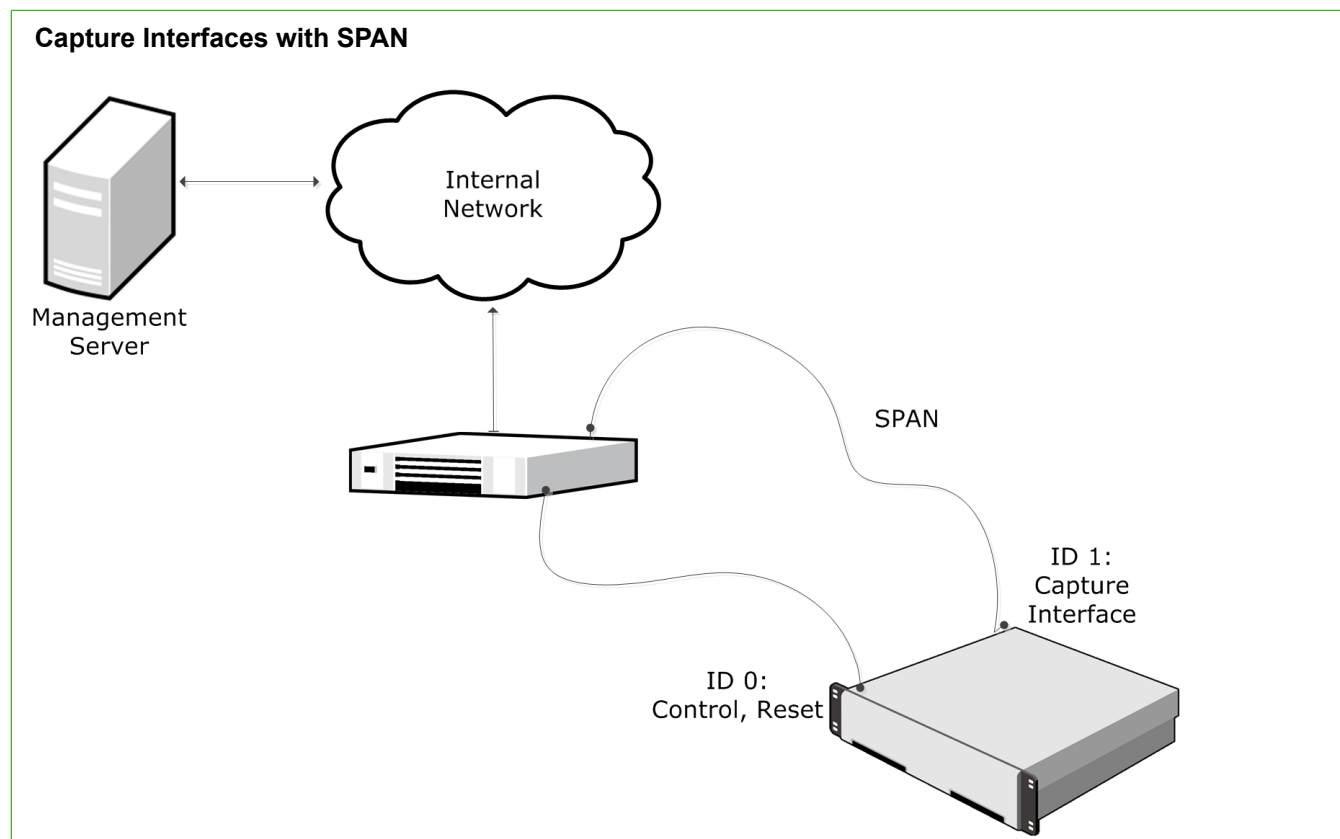 Capture Interfaces with SPAN
Internal
Network
Management
Server
SPAN
ID 1:
Capture
Interface
ID 0:
Control, Reset